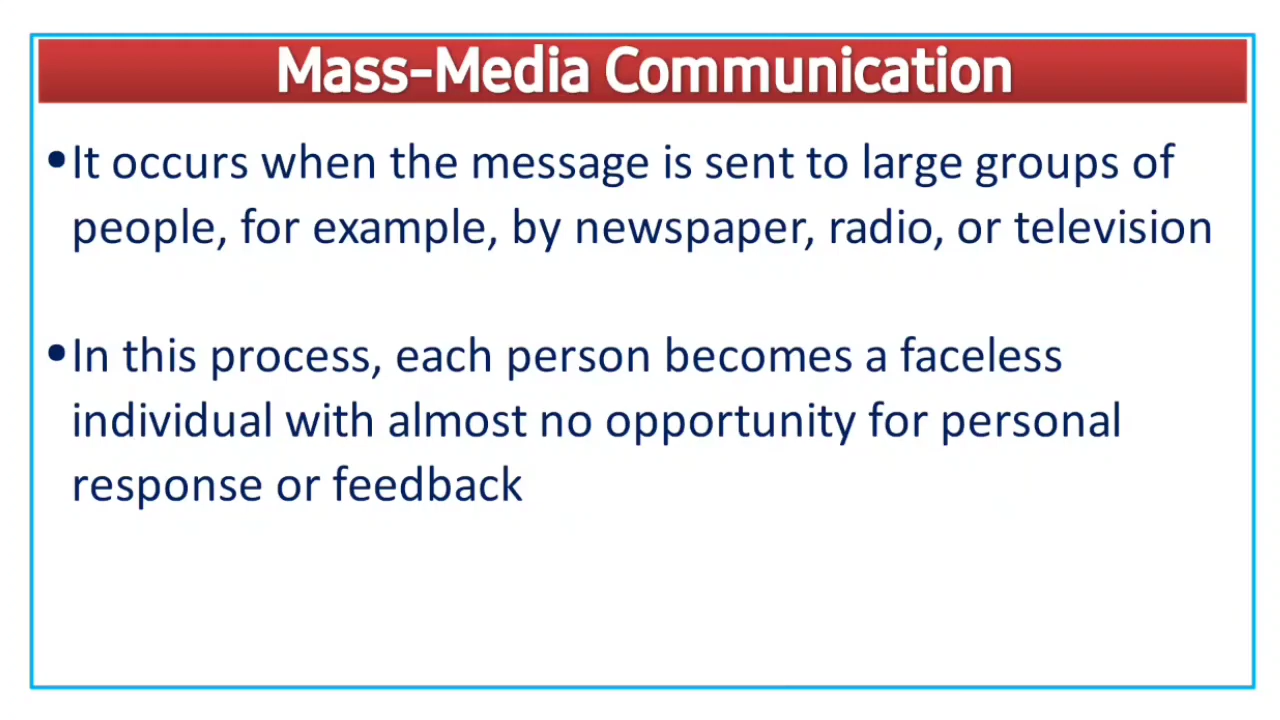 Mass-Media Communication
•It occurs when the message is sent to large groups of
people, for example, by newspaper, radio, or television
•In this process, each person becomes a faceless
individual with almost no opportunity for personal
response or feedback